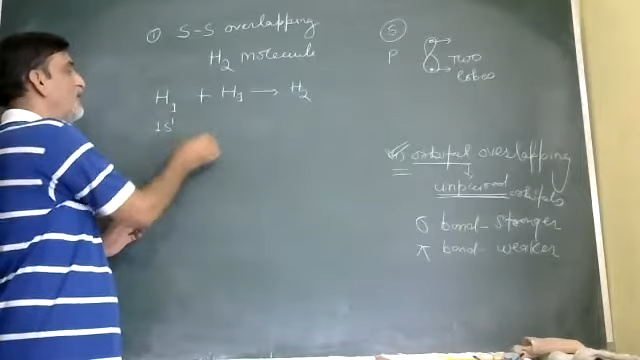 ① S-S overlapping
H2 molecule
H1 + H1 → H2
1s¹
S
P Two
lobes
orbital overlapping
unpaired orbitals
σ bond - stronger
π bond - weaker